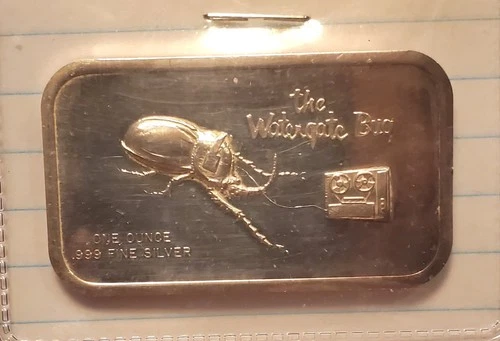 the
Watergate Bug
ONE OUNCE
.999 FINE SILVER